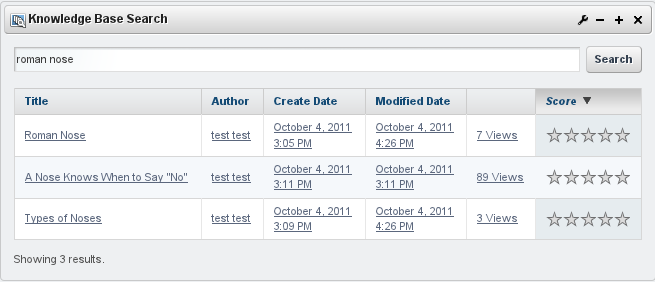 Knowledge Base Search
roman nose Search
Title Author Create Date Modified Date Score
Roman Nose test test October 4, 2011 3:05 PM October 4, 2011 4:26 PM 7 Views
A Nose Knows When to Say "No" test test October 4, 2011 3:11 PM October 4, 2011 3:11 PM 89 Views
Types of Noses test test October 4, 2011 3:09 PM October 4, 2011 4:26 PM 3 Views
Showing 3 results.